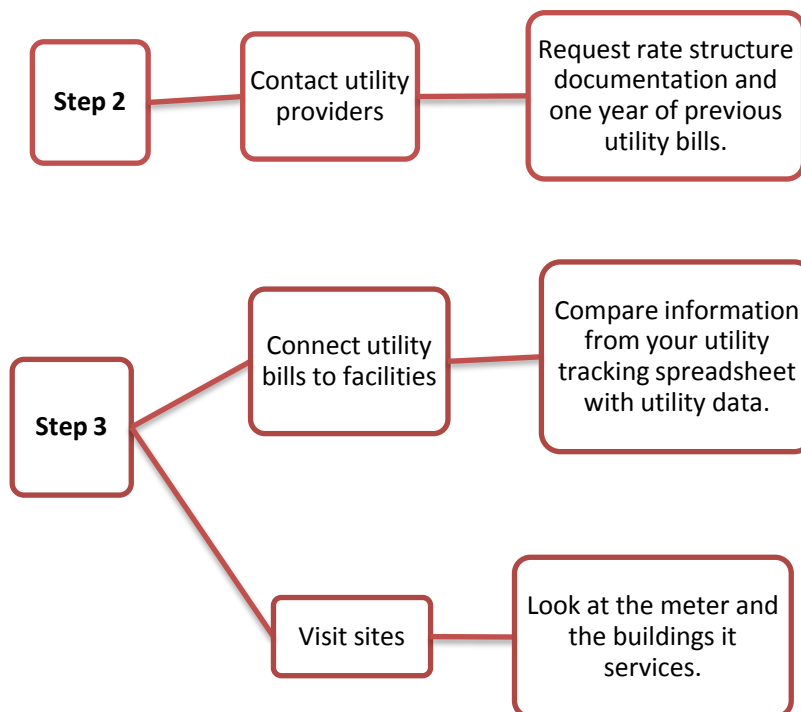 Step 2
Contact utility
providers
Request rate structure
documentation and
one year of previous
utility bills.
Step 3
Connect utility
bills to facilities
Compare information
from your utility
tracking spreadsheet
with utility data.
Visit sites
Look at the meter and
the buildings it
services.